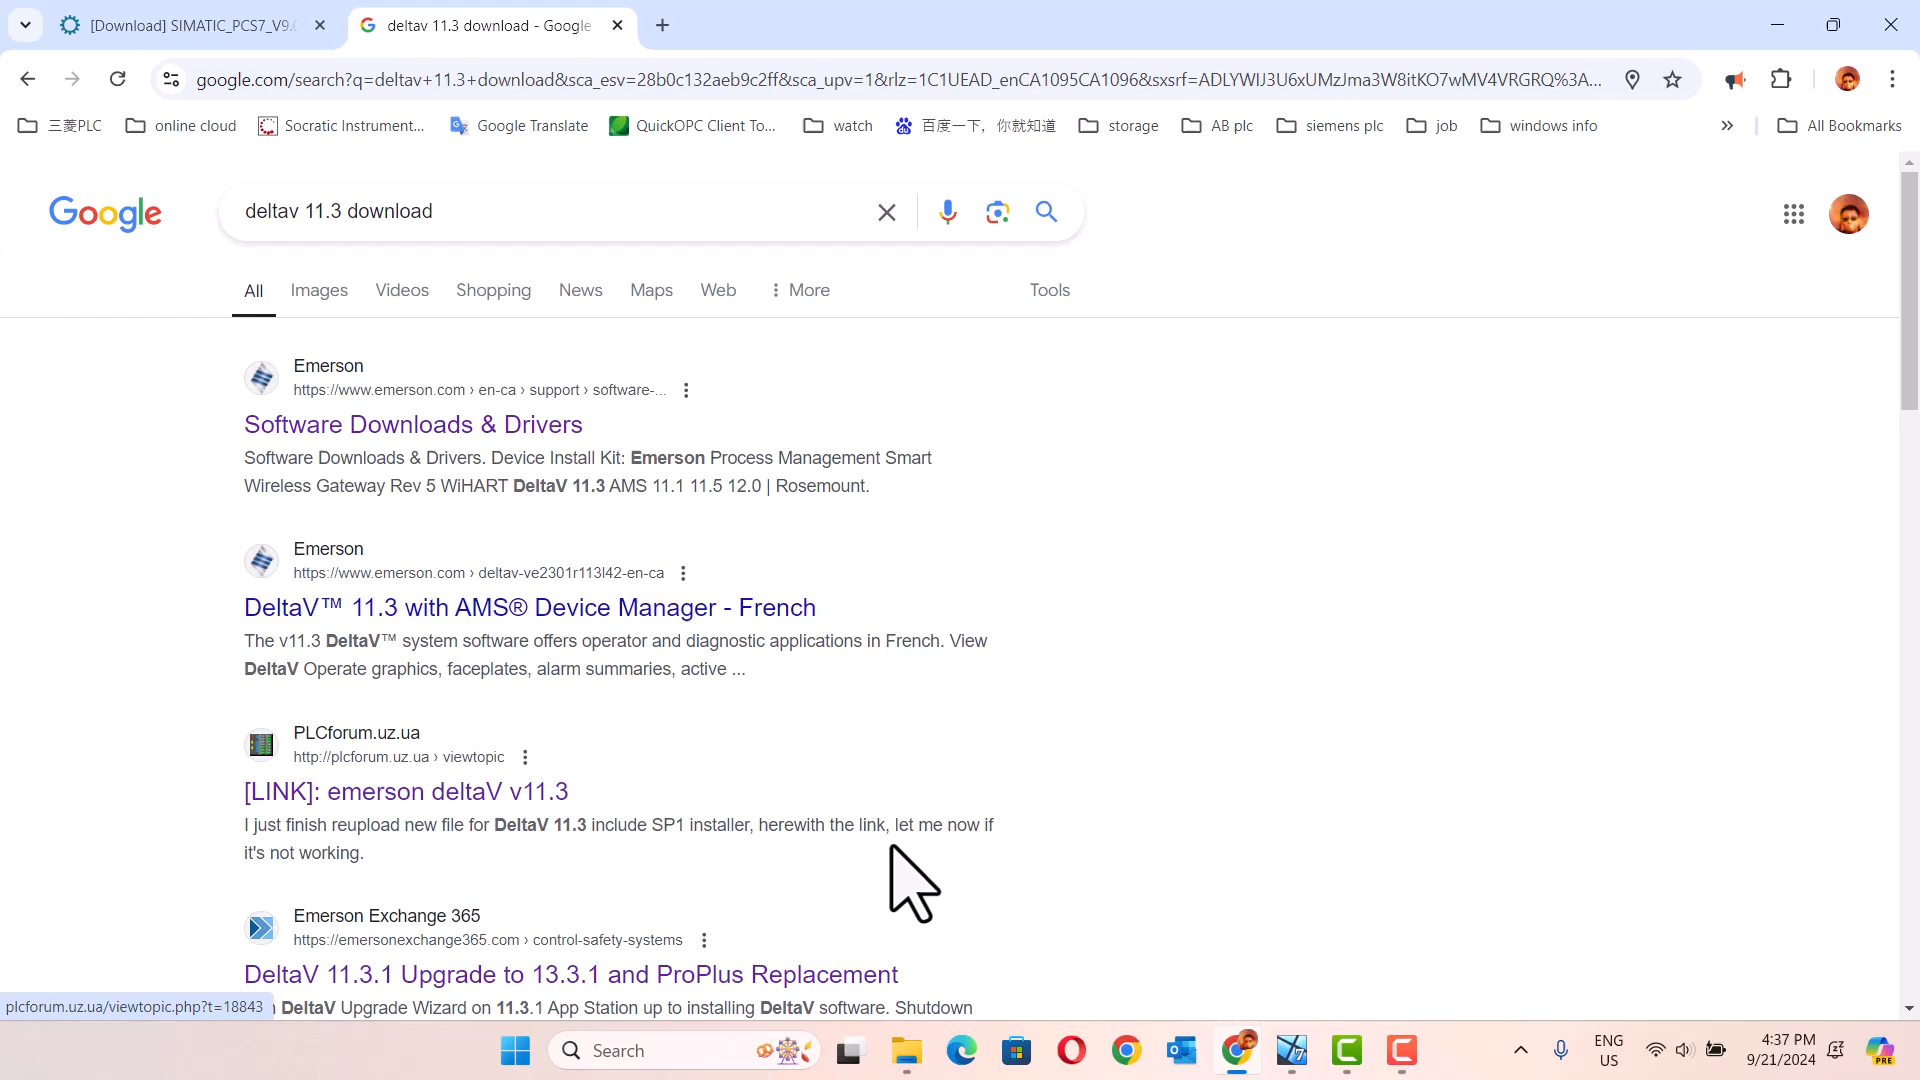 [Download] SIMATIC_PCS7_V9.
deltav 11.3 download - Google
google.com/search?q=deltav+11.3+download&sca_esv=28b0c132aeb9c2ff&sca_upv=1&rlz=1C1UEAD_enCA1095CA1096&sxsrf=ADLYWIJ3U6xUMzJma3W8itKO7wMV4VRGRQ%3A...
三菱PLC
online cloud
Socratic Instrument...
Google Translate
QuickOPC Client To...
watch
百度一下，你就知道
storage
AB plc
siemens plc
job
windows info
All Bookmarks
Google
deltav 11.3 download
All
Images
Videos
Shopping
News
Maps
Web
More
Tools
Emerson
https://www.emerson.com › en-ca › support › software-...
Software Downloads & Drivers
Software Downloads & Drivers. Device Install Kit: Emerson Process Management Smart
Wireless Gateway Rev 5 WiHART DeltaV 11.3 AMS 11.1 11.5 12.0 | Rosemount.
Emerson
https://www.emerson.com › deltav-ve2301r113l42-en-ca
DeltaV™ 11.3 with AMS® Device Manager - French
The v11.3 DeltaV™ system software offers operator and diagnostic applications in French. View
DeltaV Operate graphics, faceplates, alarm summaries, active ...
PLCforum.uz.ua
http://plcforum.uz.ua › viewtopic
[LINK]: emerson deltaV v11.3
I just finish reupload new file for DeltaV 11.3 include SP1 installer, herewith the link, let me now if
it's not working.
Emerson Exchange 365
https://emersonexchange365.com › control-safety-systems
DeltaV 11.3.1 Upgrade to 13.3.1 and ProPlus Replacement
DeltaV Upgrade Wizard on 11.3.1 App Station up to installing DeltaV software. Shutdown
plcforum.uz.ua/viewtopic.php?t=18843
Search
ENG
US
4:37 PM
9/21/2024
PRE